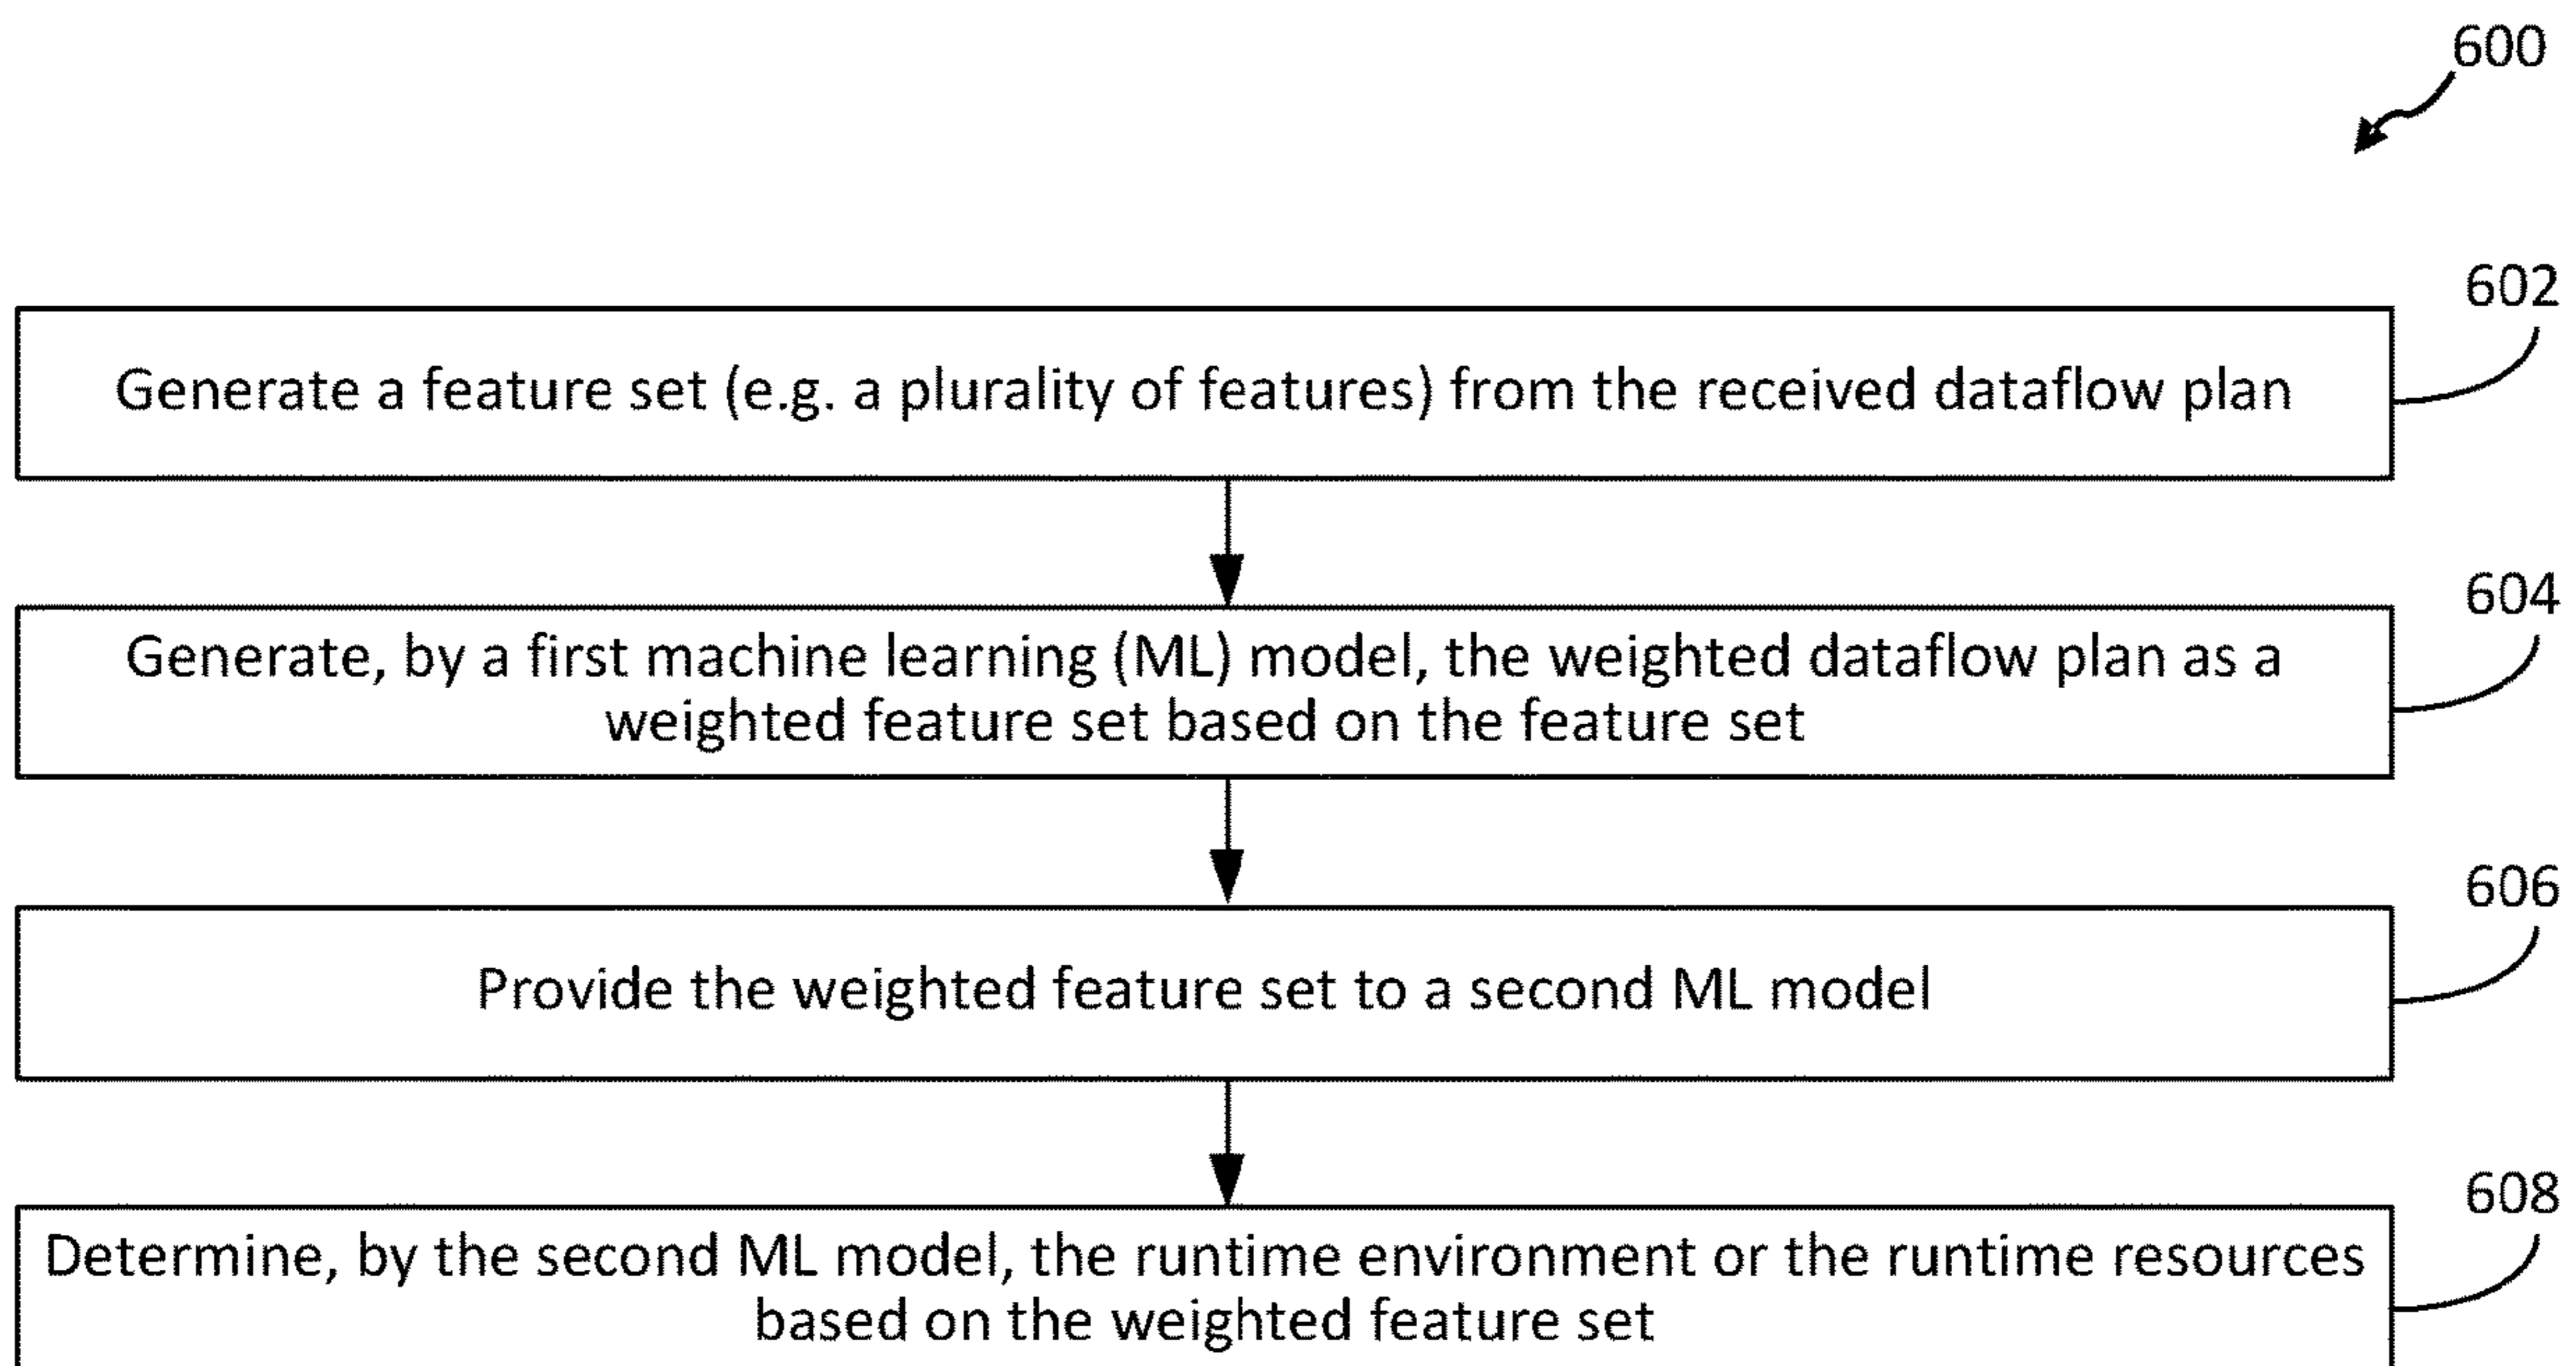 600
602
Generate a feature set (e.g. a plurality of features) from the received dataflow plan
604
Generate, by a first machine learning (ML) model, the weighted dataflow plan as a
weighted feature set based on the feature set
606
Provide the weighted feature set to a second ML model
608
Determine, by the second ML model, the runtime environment or the runtime resources
based on the weighted feature set